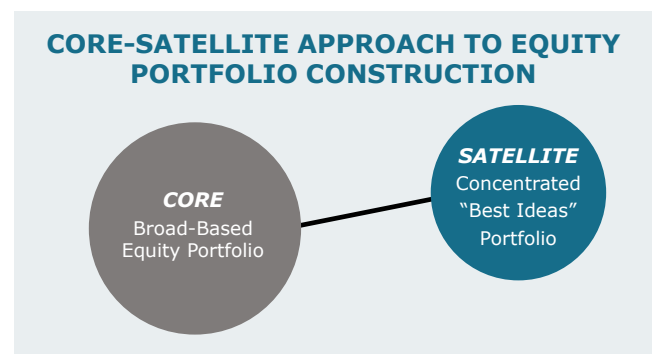 CORE-SATELLITE APPROACH TO EQUITY
PORTFOLIO CONSTRUCTION
CORE
Broad-Based
Equity Portfolio
SATELLITE
Concentrated
“Best Ideas”
Portfolio